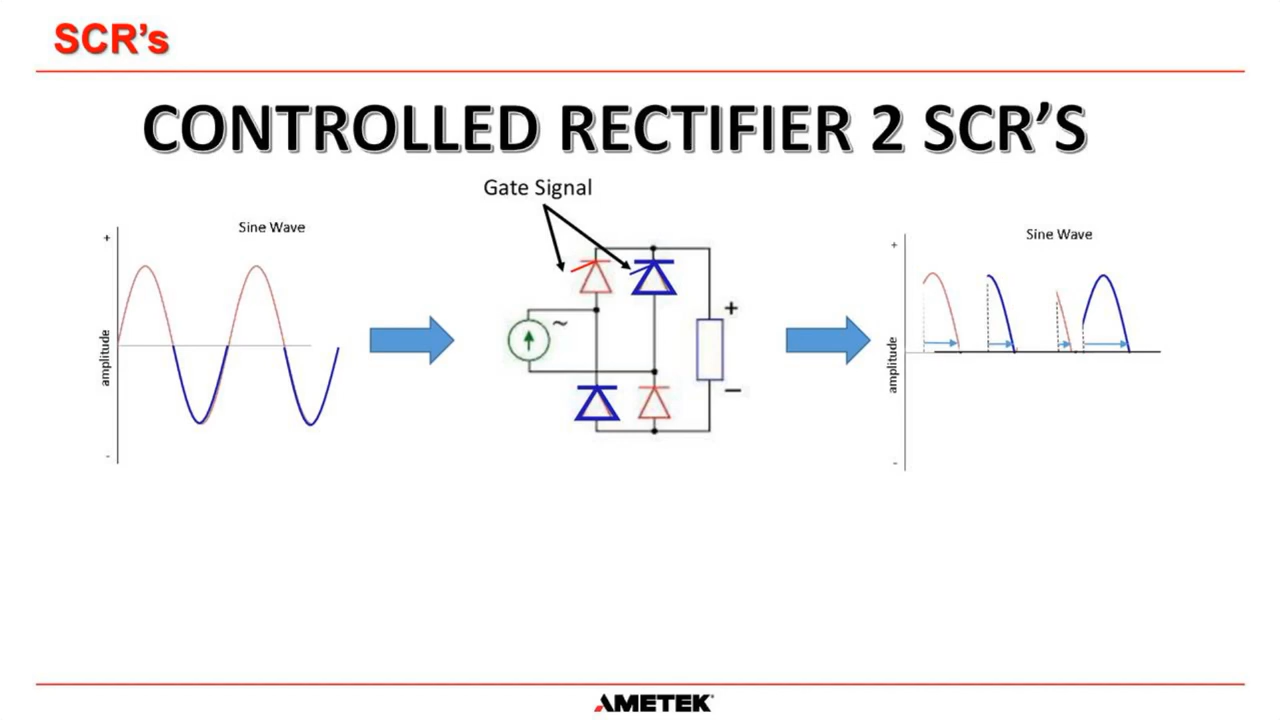 SCR's
CONTROLLED RECTIFIER 2 SCR'S
Gate Signal
Sine Wave
+
amplitude
-
~
+
−
Sine Wave
+
amplitude
-
AMETEK®